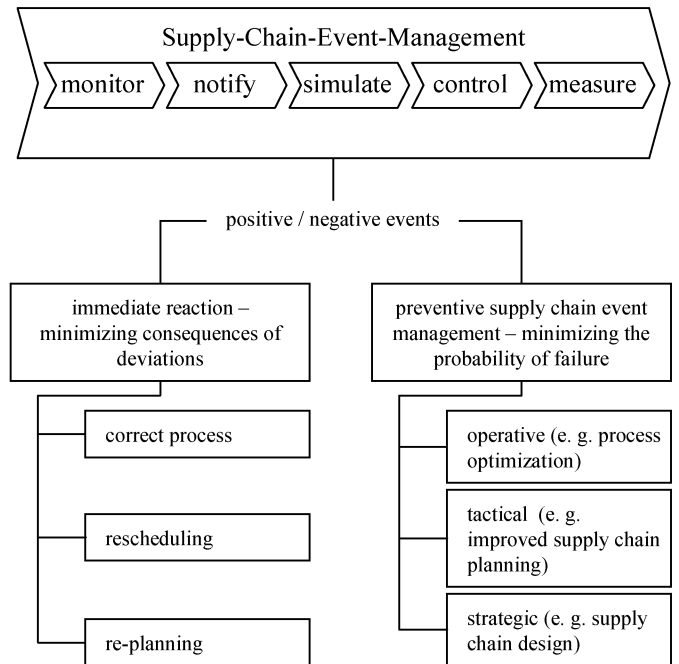 Supply-Chain-Event-Management
monitor
notify
simulate
control
measure
positive / negative events
immediate reaction –
minimizing consequences of
deviations
correct process
rescheduling
re-planning
preventive supply chain event
management – minimizing the
probability of failure
operative (e. g. process
optimization)
tactical (e. g.
improved supply chain
planning)
strategic (e. g. supply
chain design)